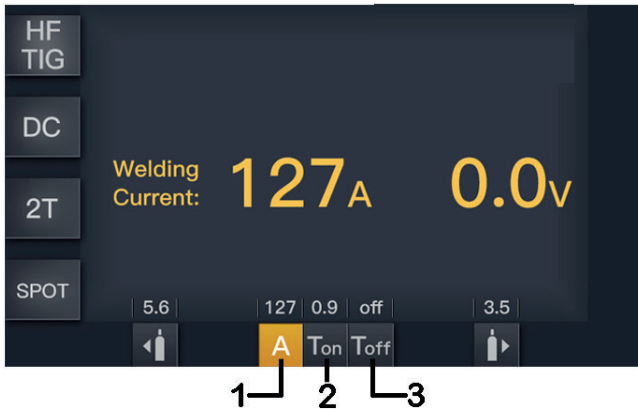 HF
TIG
DC
2T
SPOT
Welding
Current:
127A
0.0V
5.6
127
0.9
off
3.5
A
Ton
Toff
1
2
3